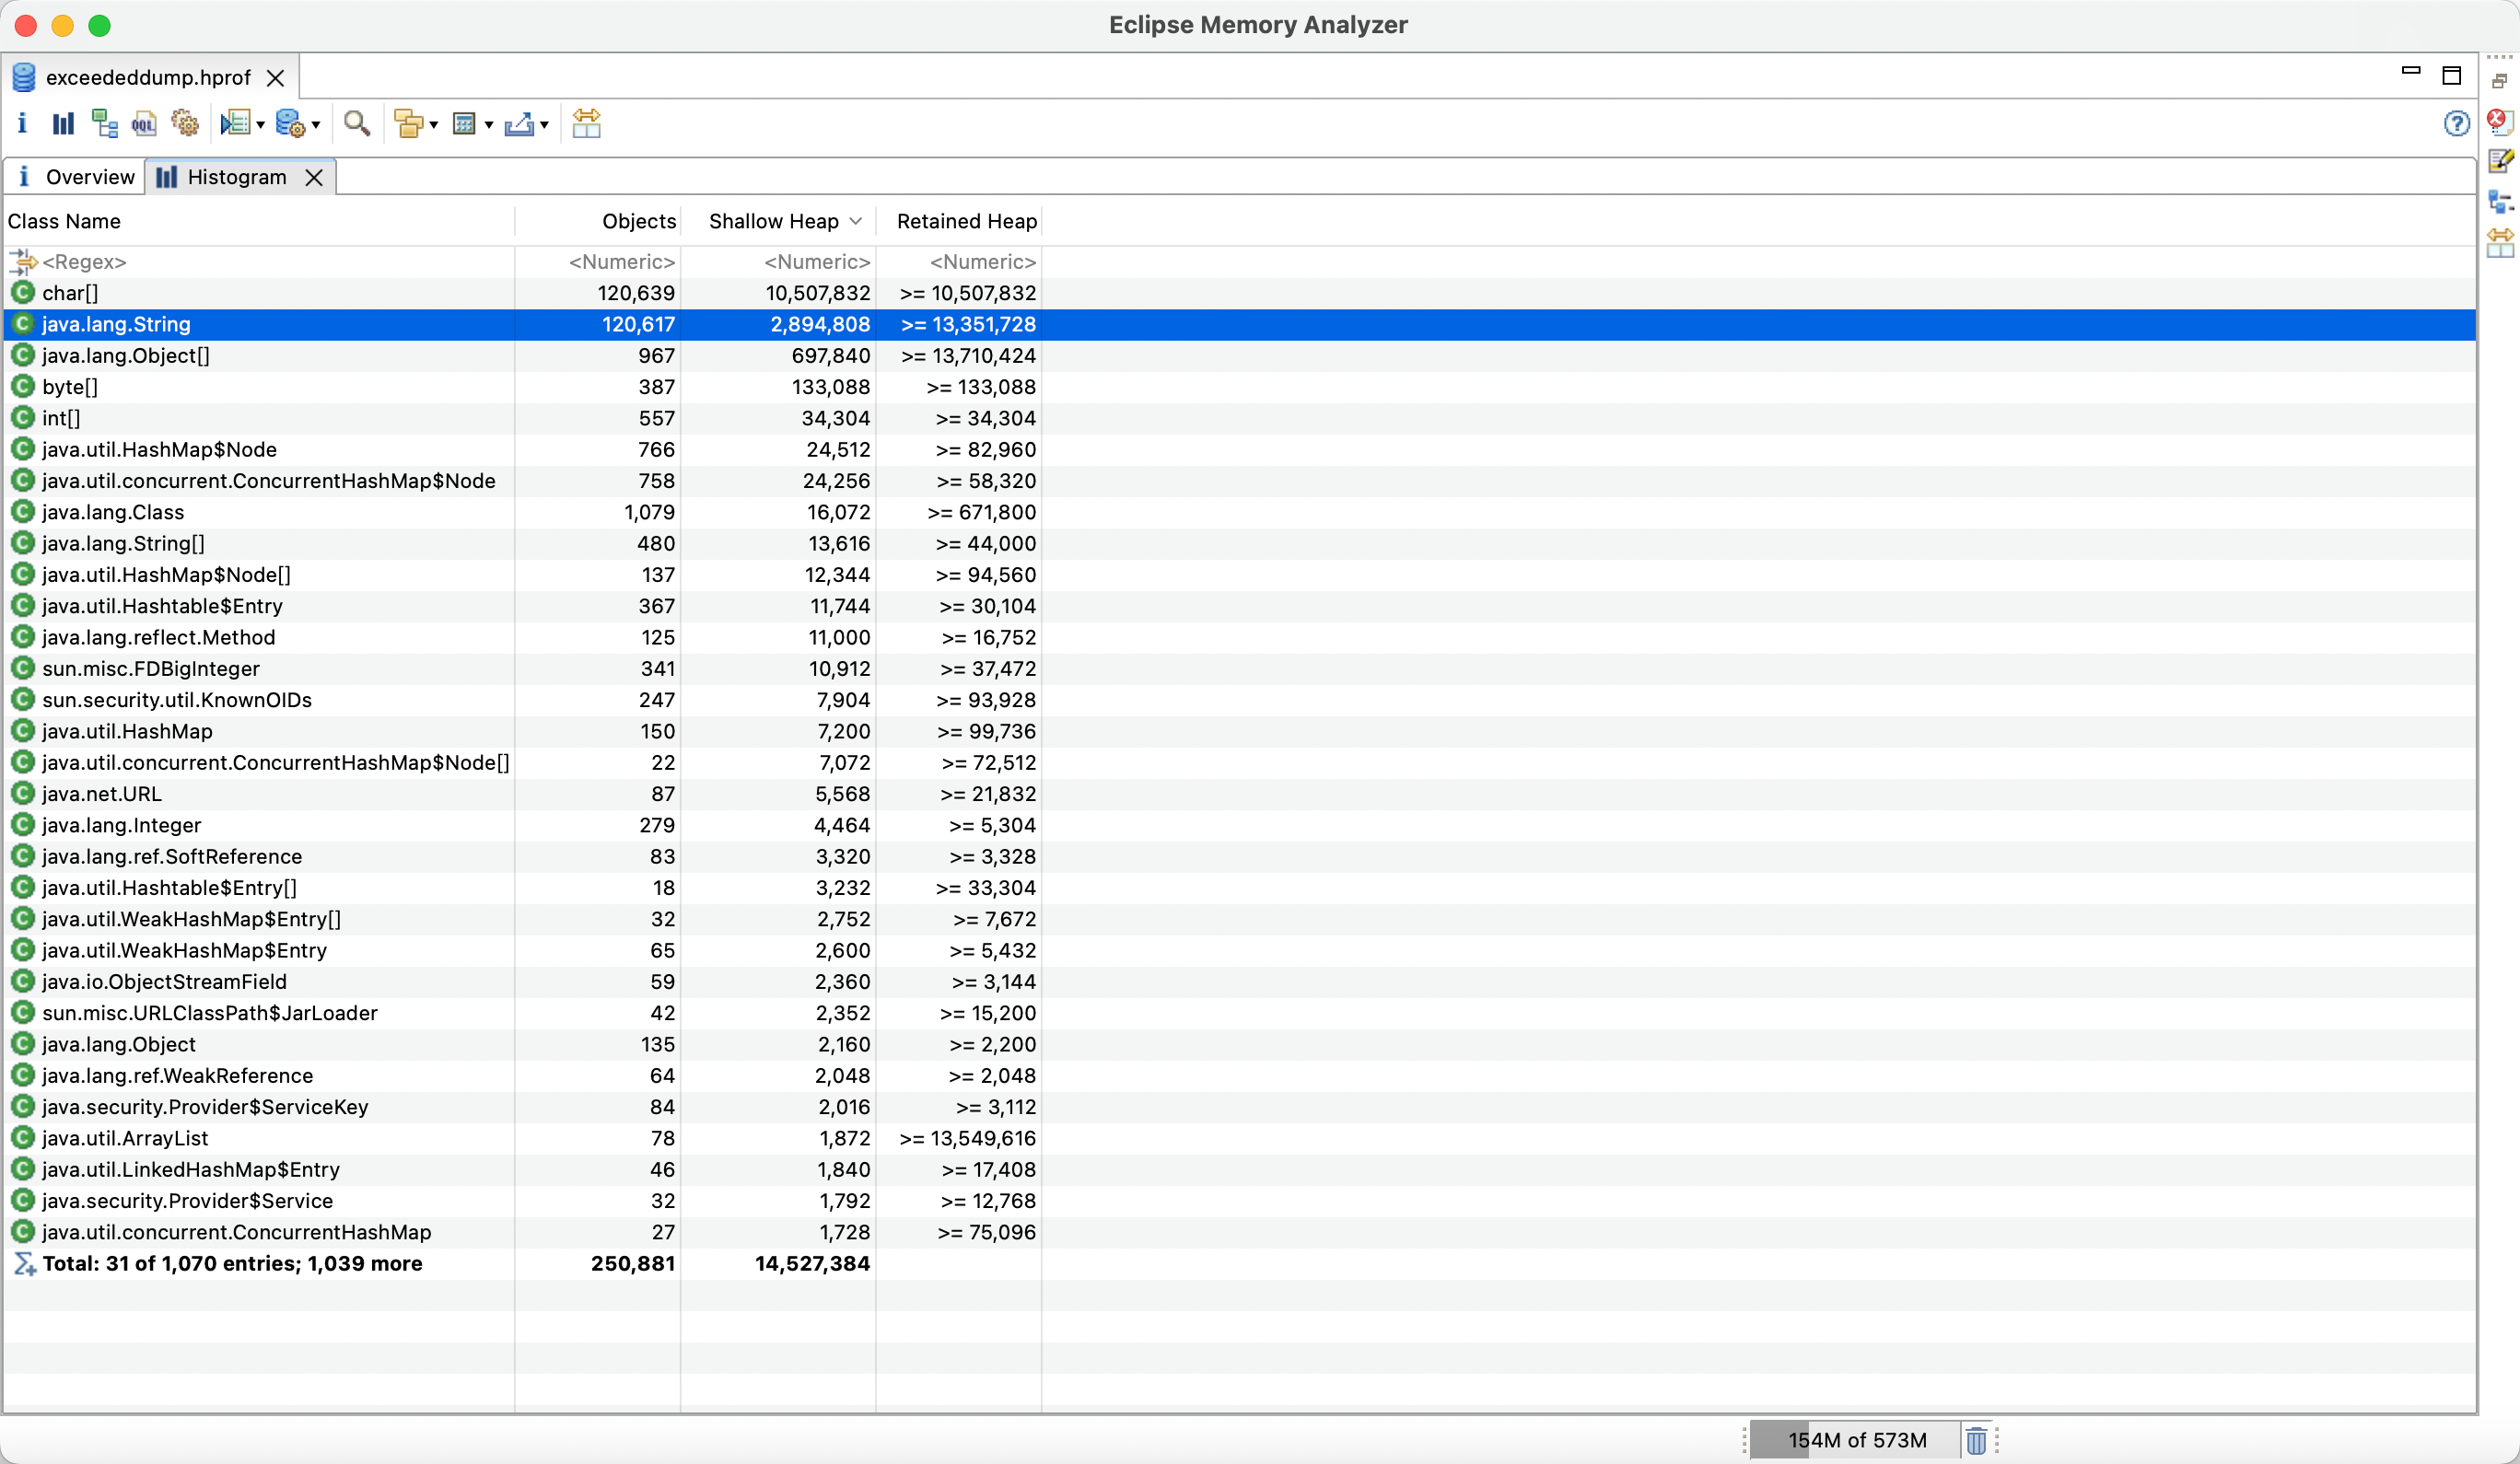 Eclipse Memory Analyzer
exceededdump.hprof
i OQL ?
i Overview Histogram
Class Name Objects Shallow Heap Retained Heap
<Regex> <Numeric> <Numeric> <Numeric>
C char[] 120,639 10,507,832 >= 10,507,832
C java.lang.String 120,617 2,894,808 >= 13,351,728
C java.lang.Object[] 967 697,840 >= 13,710,424
C byte[] 387 133,088 >= 133,088
C int[] 557 34,304 >= 34,304
C java.util.HashMap$Node 766 24,512 >= 82,960
C java.util.concurrent.ConcurrentHashMap$Node 758 24,256 >= 58,320
C java.lang.Class 1,079 16,072 >= 671,800
C java.lang.String[] 480 13,616 >= 44,000
C java.util.HashMap$Node[] 137 12,344 >= 94,560
C java.util.Hashtable$Entry 367 11,744 >= 30,104
C java.lang.reflect.Method 125 11,000 >= 16,752
C sun.misc.FDBigInteger 341 10,912 >= 37,472
C sun.security.util.KnownOIDs 247 7,904 >= 93,928
C java.util.HashMap 150 7,200 >= 99,736
C java.util.concurrent.ConcurrentHashMap$Node[] 22 7,072 >= 72,512
C java.net.URL 87 5,568 >= 21,832
C java.lang.Integer 279 4,464 >= 5,304
C java.lang.ref.SoftReference 83 3,320 >= 3,328
C java.util.Hashtable$Entry[] 18 3,232 >= 33,304
C java.util.WeakHashMap$Entry[] 32 2,752 >= 7,672
C java.util.WeakHashMap$Entry 65 2,600 >= 5,432
C java.io.ObjectStreamField 59 2,360 >= 3,144
C sun.misc.URLClassPath$JarLoader 42 2,352 >= 15,200
C java.lang.Object 135 2,160 >= 2,200
C java.lang.ref.WeakReference 64 2,048 >= 2,048
C java.security.Provider$ServiceKey 84 2,016 >= 3,112
C java.util.ArrayList 78 1,872 >= 13,549,616
C java.util.LinkedHashMap$Entry 46 1,840 >= 17,408
C java.security.Provider$Service 32 1,792 >= 12,768
C java.util.concurrent.ConcurrentHashMap 27 1,728 >= 75,096
Total: 31 of 1,070 entries; 1,039 more 250,881 14,527,384
154M of 573M